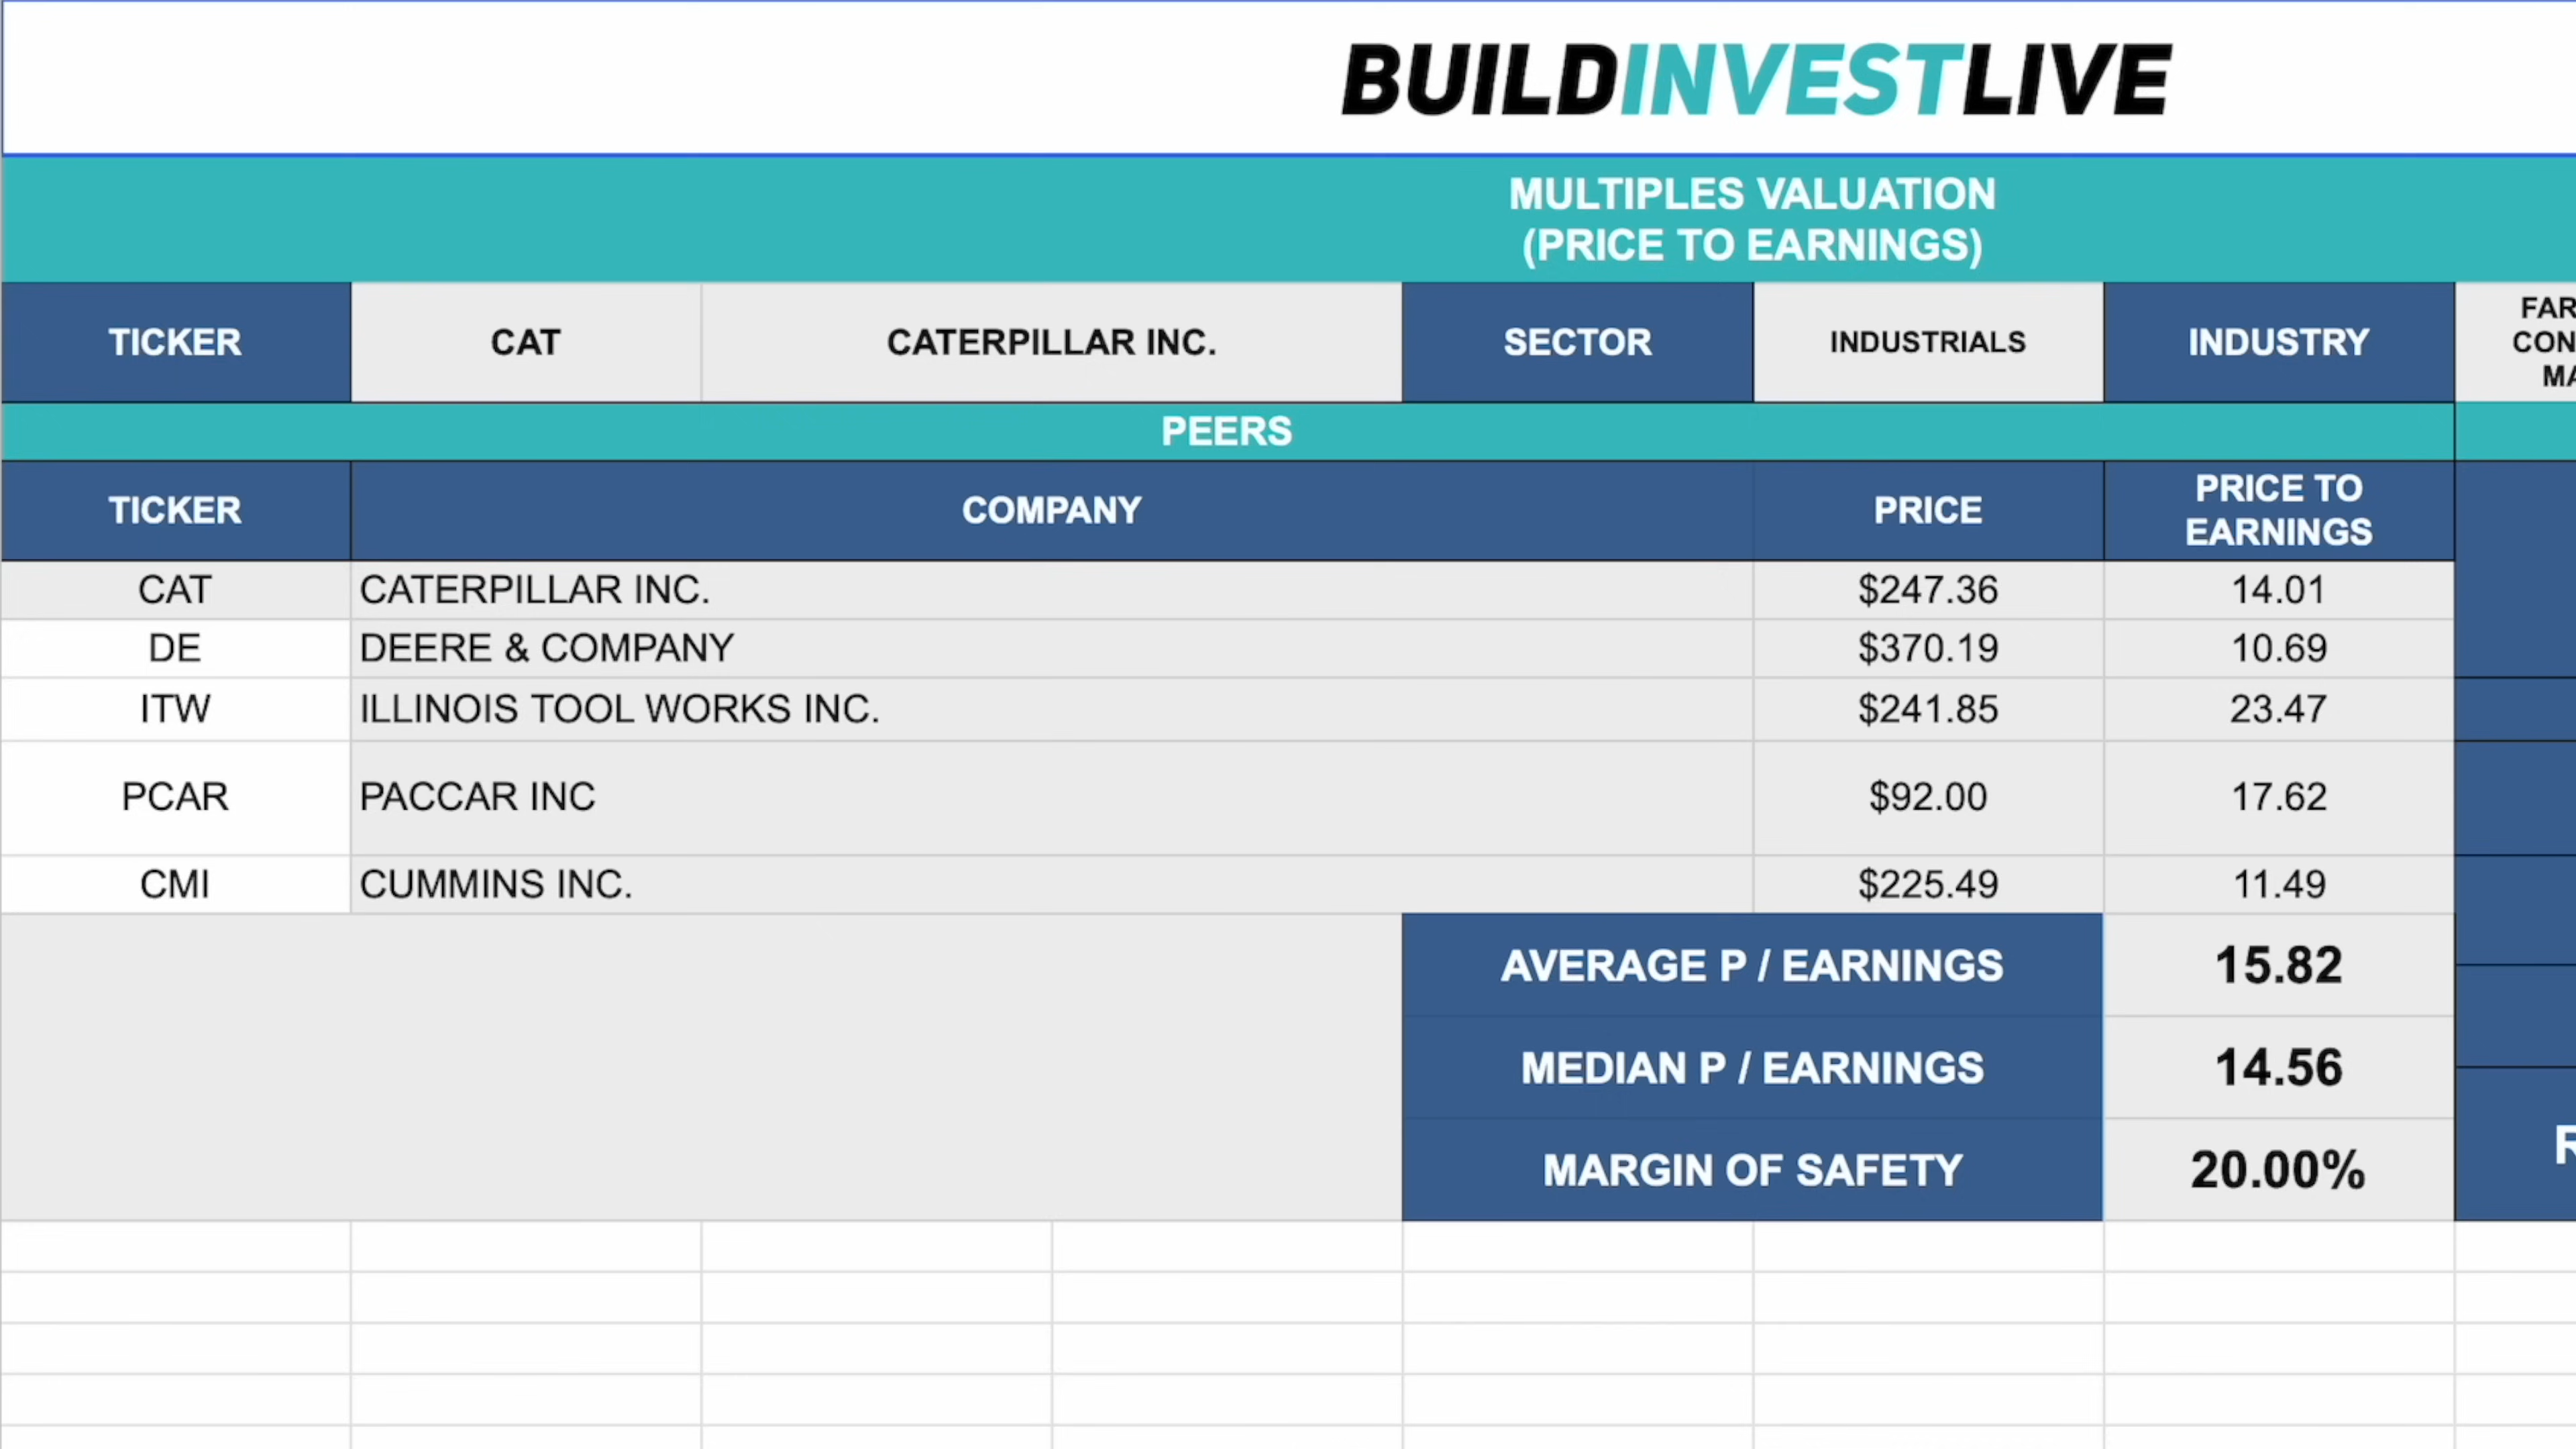 BUILDINVESTLIVE
MULTIPLES VALUATION
(PRICE TO EARNINGS)
TICKER CAT CATERPILLAR INC. SECTOR INDUSTRIALS INDUSTRY
PEERS
TICKER COMPANY PRICE PRICE TO
EARNINGS
CAT CATERPILLAR INC. $247.36 14.01
DE DEERE & COMPANY $370.19 10.69
ITW ILLINOIS TOOL WORKS INC. $241.85 23.47
PCAR PACCAR INC $92.00 17.62
CMI CUMMINS INC. $225.49 11.49
AVERAGE P / EARNINGS 15.82
MEDIAN P / EARNINGS 14.56
MARGIN OF SAFETY 20.00%